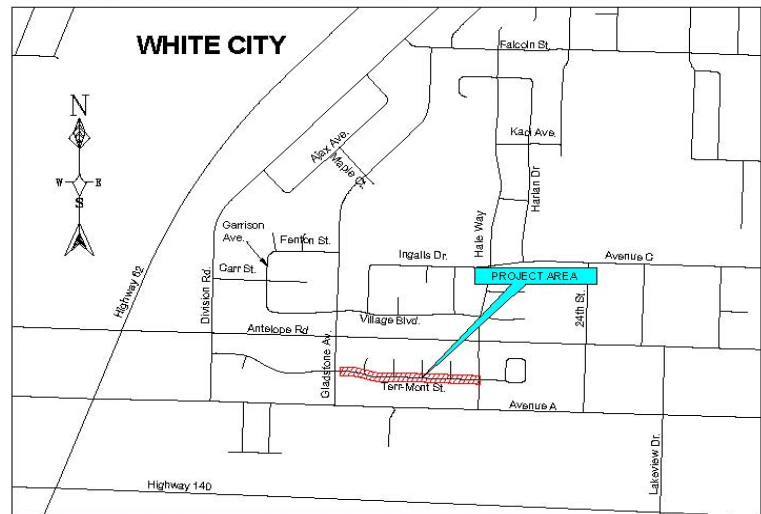 WHITE CITY
Falcoln St.
N
Kaci Ave.
Ajax Ave.
Maple Ct.
W E
S
Harlan Dr
Garrison
Ave.
Fenton St.
Hale Way
Ingalls Dr.
Avenue C
Carr St.
PROJECT AREA
Highway 62
Division Rd.
24th St.
Village Blvd.
Antelope Rd
Gladstone Av.
Terr-Mont St.
Avenue A
Lakeview Dr.
Highway 140